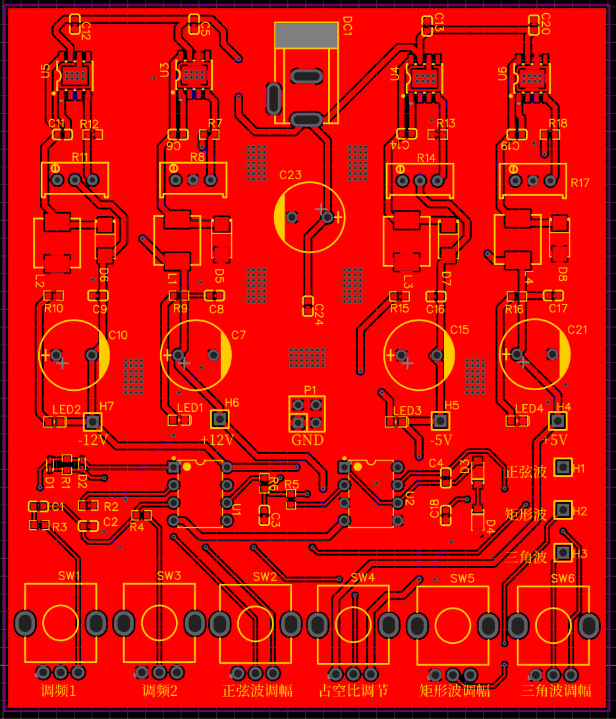 C12
C5
DC1
C13
C20
U5
U3
U4
U6
C11
R12
C6
R7
C14
R13
C19
R18
R11
R8
R14
R17
C23
L2
D6
L1
D5
L3
D7
L4
D8
R10
C9
R9
C8
C24
R15
C16
R16
C17
C10
C7
C15
C21
P1
GND
LED2
H7
-12V
LED1
H6
+12V
LED3
H5
-5V
LED4
H4
+5V
D1
R1
D2
U1
R6
R5
U2
C4
D3
正弦波
H1
C1
R2
R3
C2
R4
C3
C18
D4
矩形波
H2
三角波
H3
SW1
SW3
SW2
SW4
SW5
SW6
调频1
调频2
正弦波调幅
占空比调节
矩形波调幅
三角波调幅